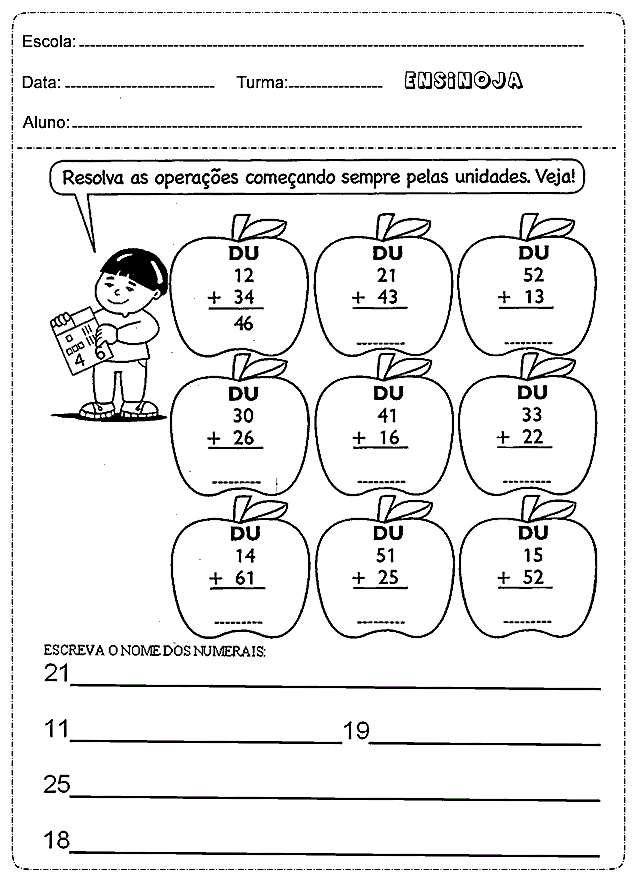 Escola:
Data: Turma: ENSINOJA
Aluno:
Resolva as operações começando sempre pelas unidades. Veja!
DU DU DU
12 21 52
+ 34 + 43 + 13
46
4 6
DU DU DU
30 41 33
+ 26 + 16 + 22
DU DU DU
14 51 15
+ 61 + 25 + 52
ESCREVA O NOME DOS NUMERAIS:
21
11 19
25
18